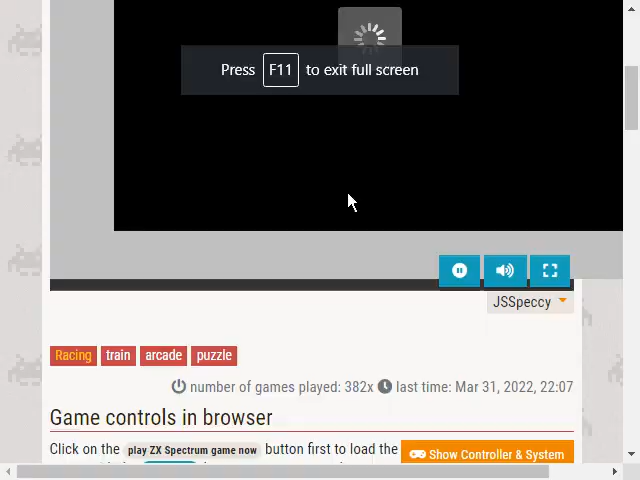 Press F11 to exit full screen
JSSpeccy
Racing train arcade puzzle
number of games played: 382x last time: Mar 31, 2022, 22:07
Game controls in browser
Click on the play ZX Spectrum game now button first to load the
Show Controller & System